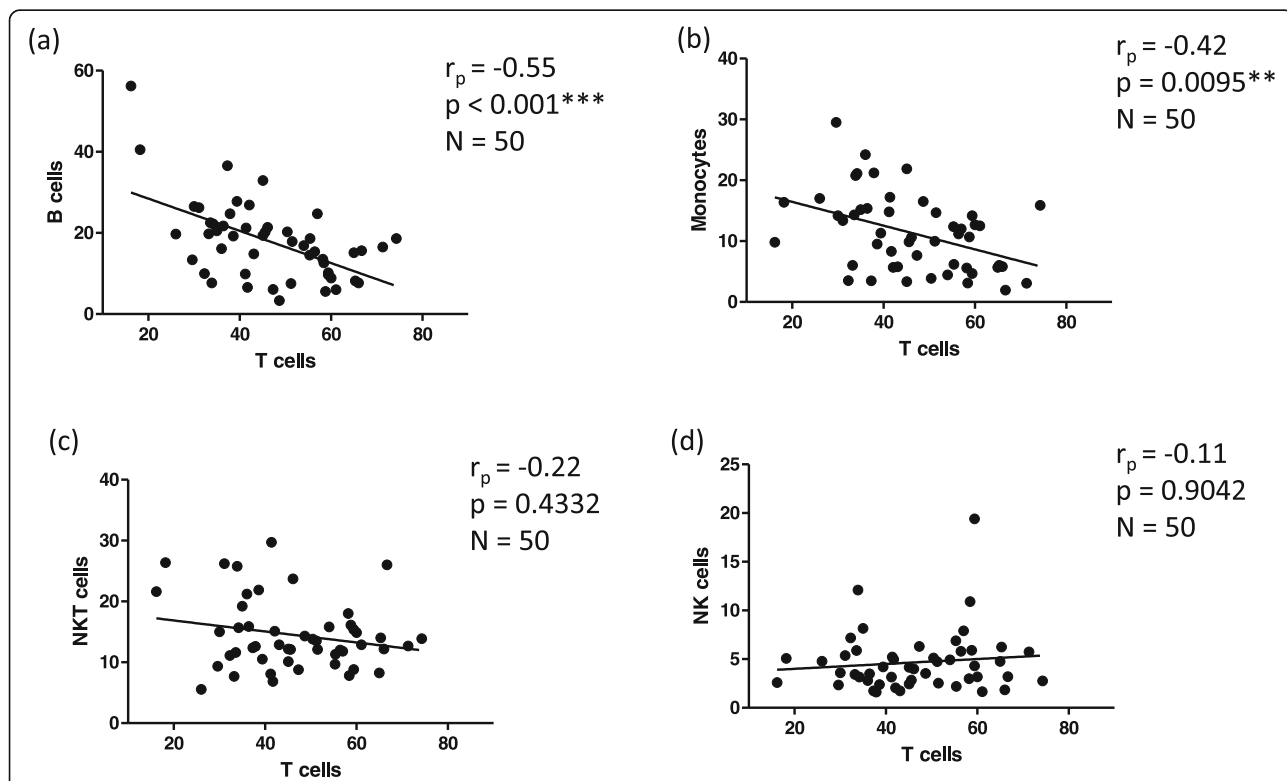 (a)
r_p = -0.55
p < 0.001***
N = 50
60
40
20
0
B cells
20 40 60 80
T cells
(b)
r_p = -0.42
p = 0.0095**
N = 50
40
30
20
10
0
Monocytes
20 40 60 80
T cells
(c)
r_p = -0.22
p = 0.4332
N = 50
40
30
20
10
0
NKT cells
20 40 60 80
T cells
(d)
r_p = -0.11
p = 0.9042
N = 50
25
20
15
10
5
0
NK cells
20 40 60 80
T cells